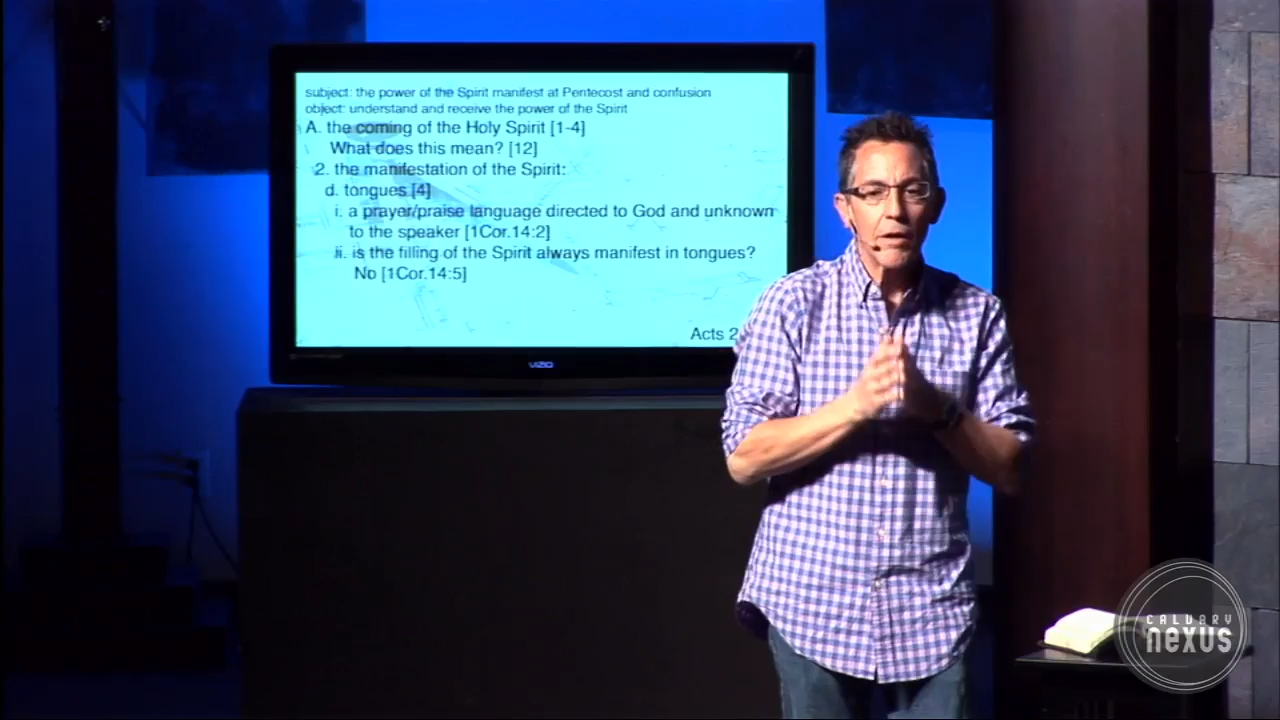 subject: the power of the Spirit manifest at Pentecost and confusion
object: understand and receive the power of the Spirit
A. the coming of the Holy Spirit [1-4]
What does this mean? [12]
2. the manifestation of the Spirit:
d. tongues [4]
i. a prayer/praise language directed to God and unknown
to the speaker [1Cor.14:2]
ii. is the filling of the Spirit always manifest in tongues?
No [1Cor.14:5]
Acts 2
VIZIO
CALVARY
nexus